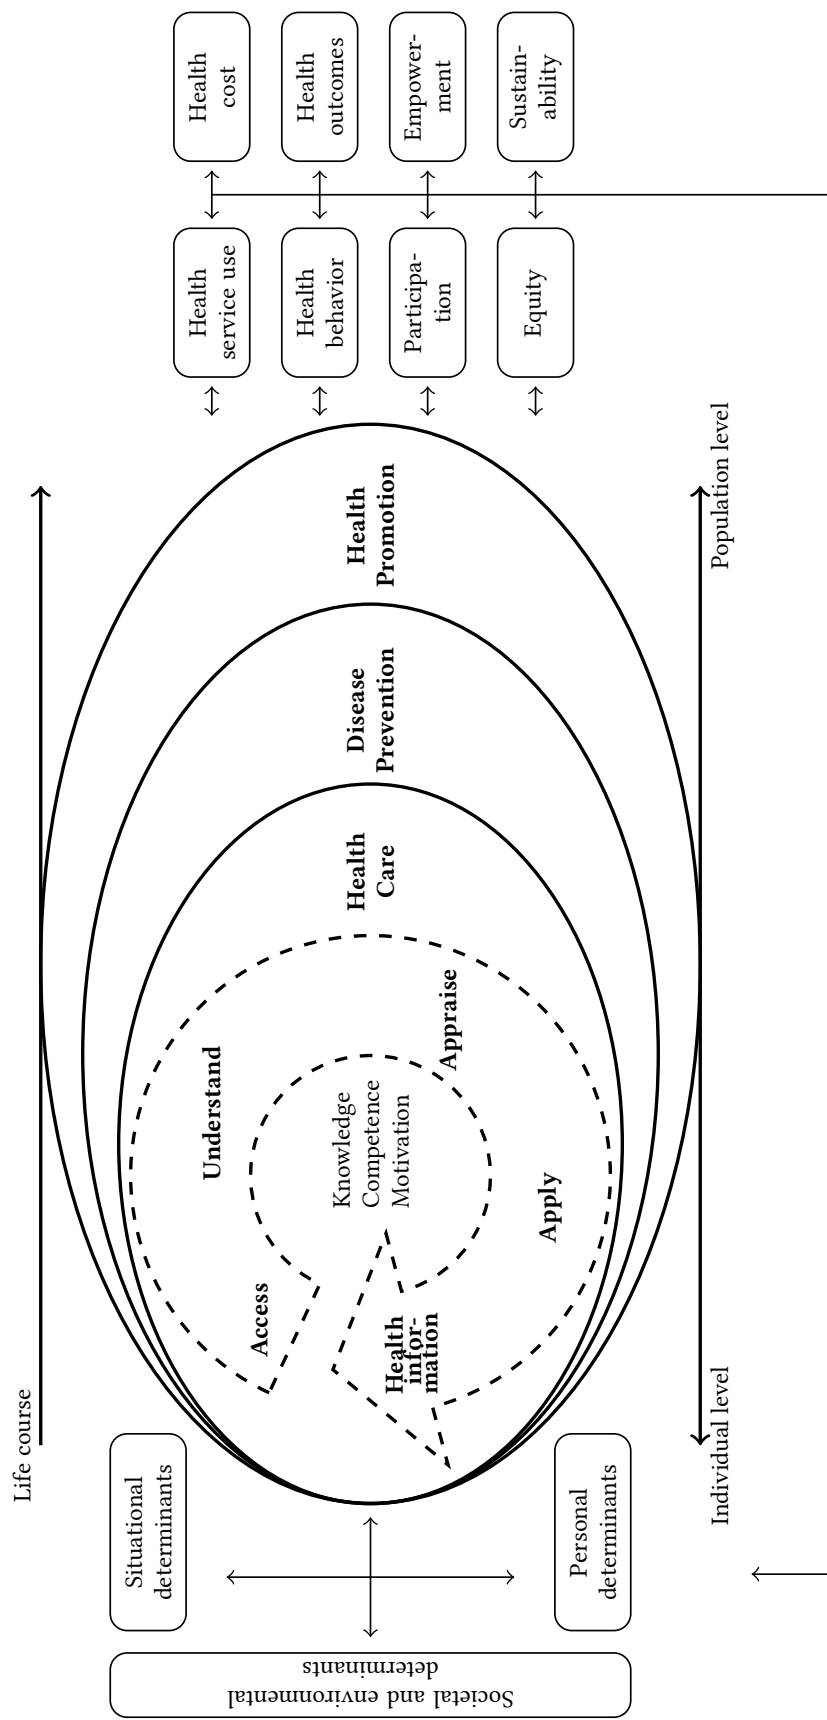 Life course
Societal and environmental
determinants
Situational
determinants
Personal
determinants
Access
Understand
Appraise
Apply
Health
infor-
mation
Knowledge
Competence
Motivation
Health
Care
Disease
Prevention
Health
Promotion
Individual level
Population level
Health
service use
Health
cost
Health
behavior
Health
outcomes
Participa-
tion
Empower-
ment
Equity
Sustain-
ability